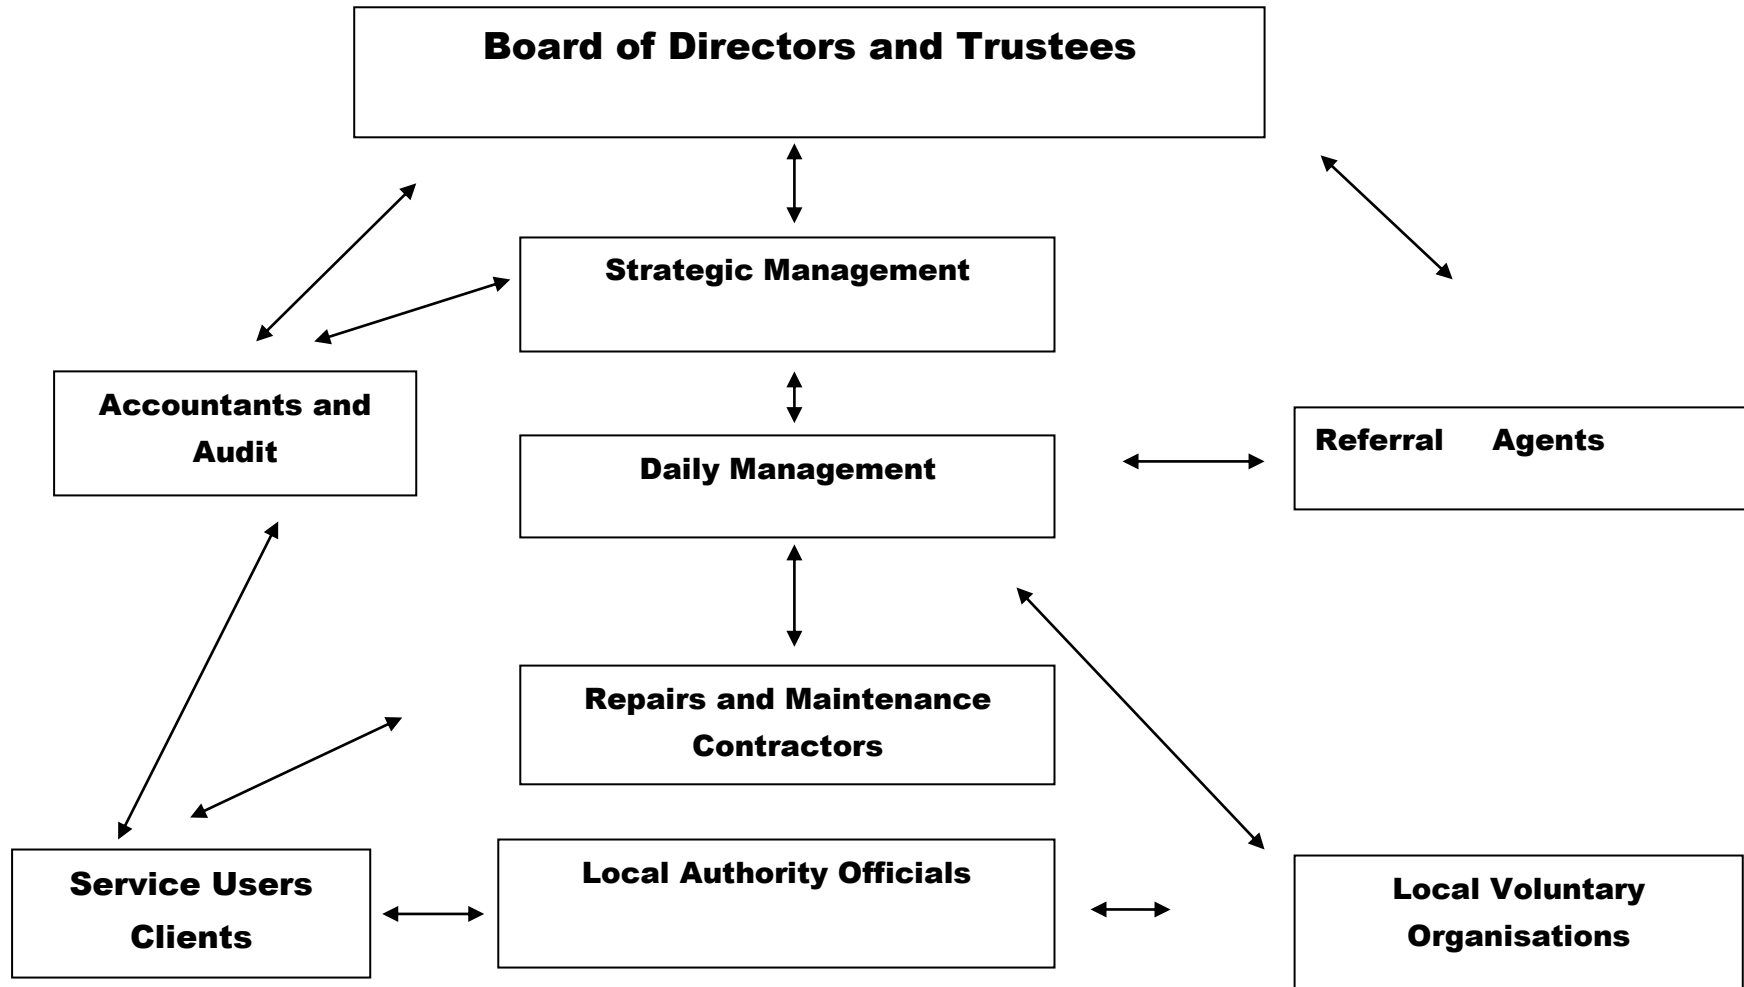 Board of Directors and Trustees
Strategic Management
Accountants and
Audit
Referral Agents
Daily Management
Repairs and Maintenance
Contractors
Service Users
Clients
Local Authority Officials
Local Voluntary
Organisations